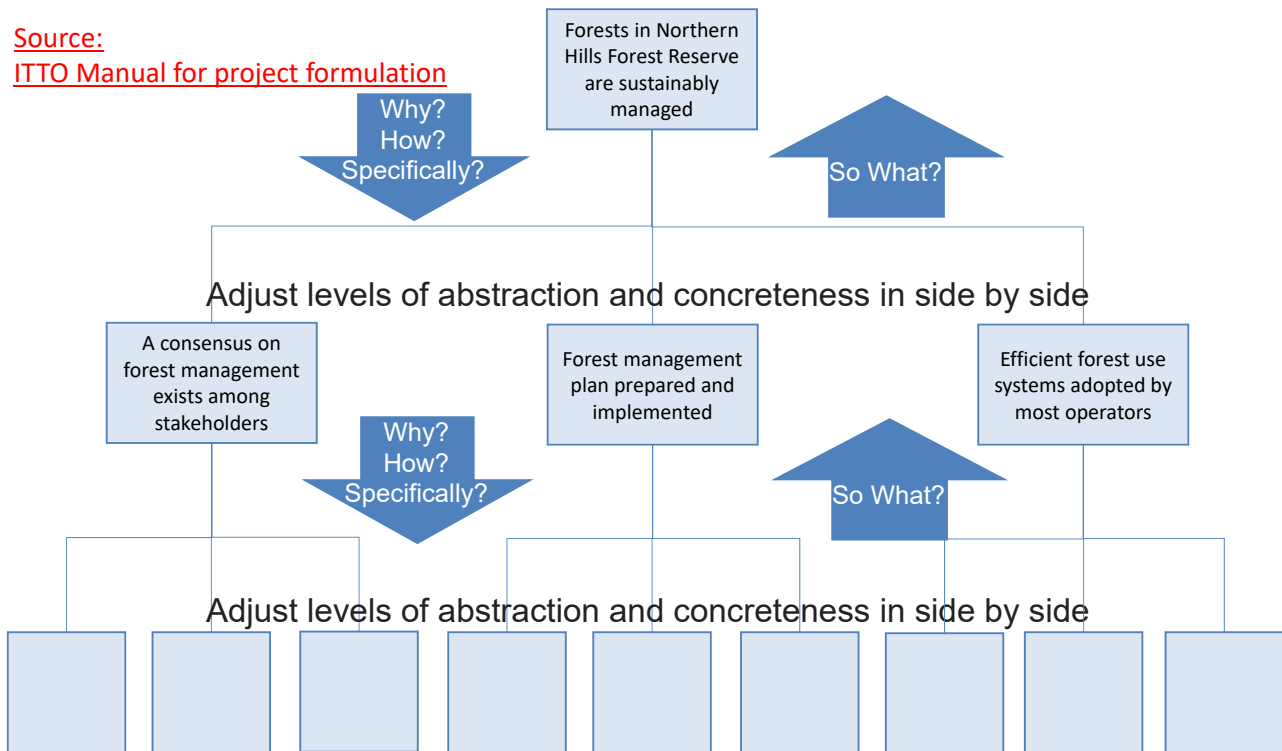 Source:
ITTO Manual for project formulation
Forests in Northern
Hills Forest Reserve
are sustainably
managed
Why?
How?
Specifically?
So What?
Adjust levels of abstraction and concreteness in side by side
A consensus on
forest management
exists among
stakeholders
Forest management
plan prepared and
implemented
Efficient forest use
systems adopted by
most operators
Why?
How?
Specifically?
So What?
Adjust levels of abstraction and concreteness in side by side